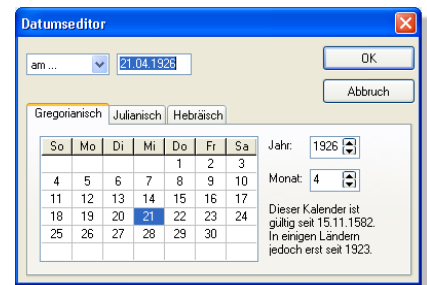 Datumseditor
am ... 21.04.1926 OK
Abbruch
Gregorianisch Julianisch Hebräisch
So Mo Di Mi Do Fr Sa
1 2 3
4 5 6 7 8 9 10
11 12 13 14 15 16 17
18 19 20 21 22 23 24
25 26 27 28 29 30
Jahr: 1926
Monat: 4
Dieser Kalender ist
gültig seit 15.11.1582.
In einigen Ländern
jedoch erst seit 1923.